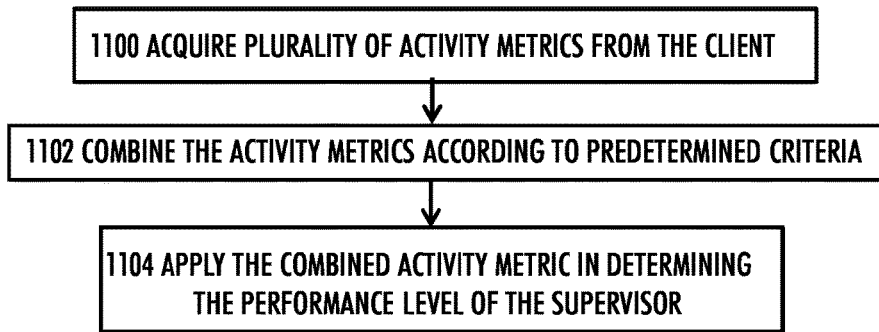 1100 ACQUIRE PLURALITY OF ACTIVITY METRICS FROM THE CLIENT
1102 COMBINE THE ACTIVITY METRICS ACCORDING TO PREDETERMINED CRITERIA
1104 APPLY THE COMBINED ACTIVITY METRIC IN DETERMINING
THE PERFORMANCE LEVEL OF THE SUPERVISOR